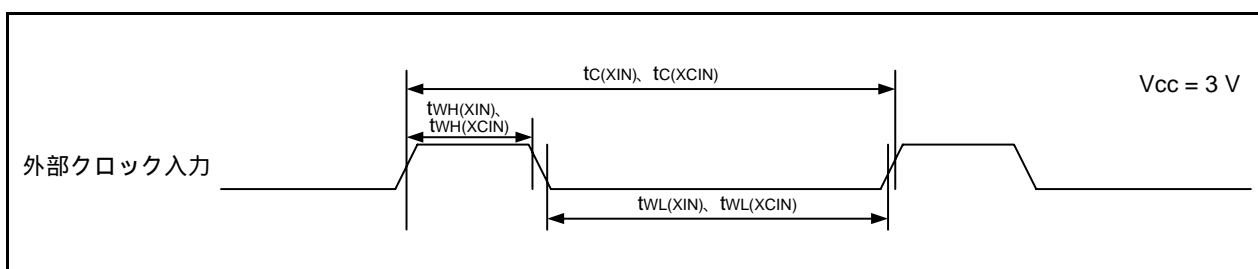 tC(XIN)、tC(XCIN)
Vcc = 3 V
tWH(XIN)、
tWH(XCIN)
外部クロック入力
tWL(XIN)、tWL(XCIN)